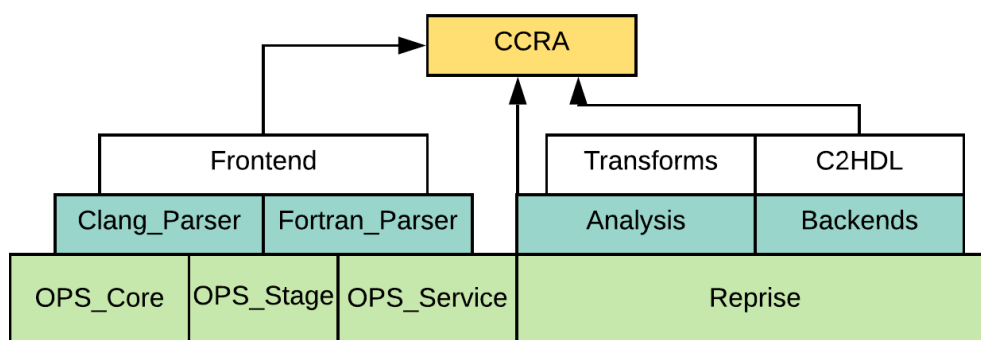 CCRA
Frontend
Transforms
C2HDL
Clang_Parser
Fortran_Parser
Analysis
Backends
OPS_Core
OPS_Stage
OPS_Service
Reprise